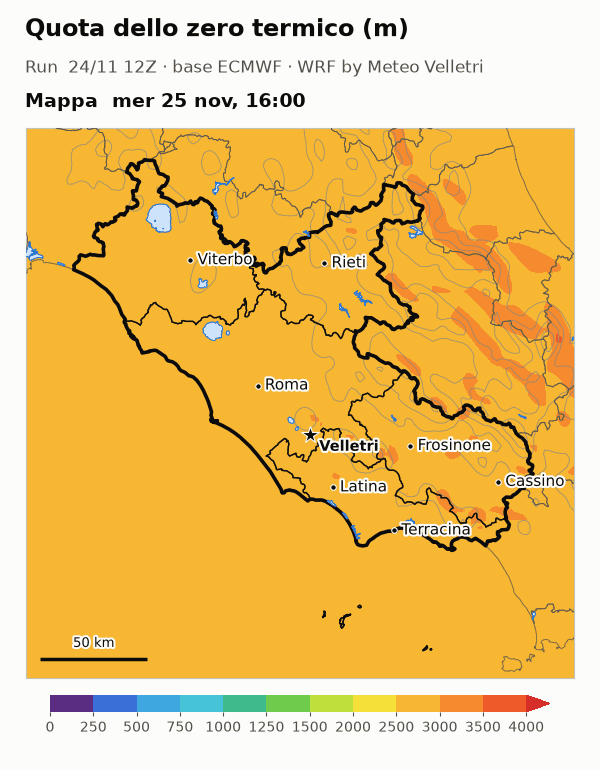 Quota dello zero termico (m)
Run 24/11 12Z · base ECMWF · WRF by Meteo Velletri
Mappa mer 25 nov, 16:00
Viterbo
Rieti
Roma
Velletri
Frosinone
Cassino
Latina
Terracina
50 km
0 250 500 750 1000 1250 1500 2000 2500 3000 3500 4000